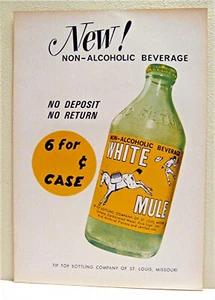 New!
NON-ALCOHOLIC BEVERAGE
NO DEPOSIT
NO RETURN
6 for
¢
CASE
NON-ALCOHOLIC BEVERAGE
WHITE
MULE
TIP TOP BOTTLING COMPANY OF ST. LOUIS, MISSOURI